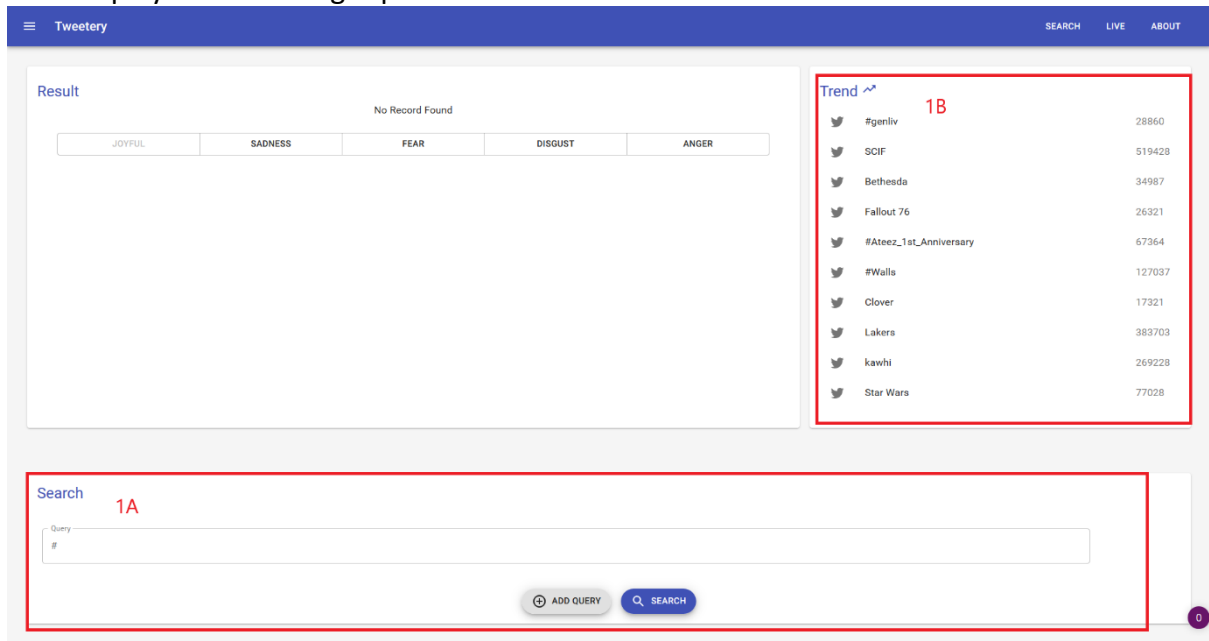 Tweetery SEARCH LIVE ABOUT
Result
No Record Found
JOYFUL SADNESS FEAR DISGUST ANGER
Trend
1B
#genliv 28860
SCIF 519428
Bethesda 34987
Fallout 76 26321
#Ateez_1st_Anniversary 67364
#Walls 127037
Clover 17321
Lakers 383703
kawhi 269228
Star Wars 77028
Search
1A
Query
#
ADD QUERY SEARCH
0